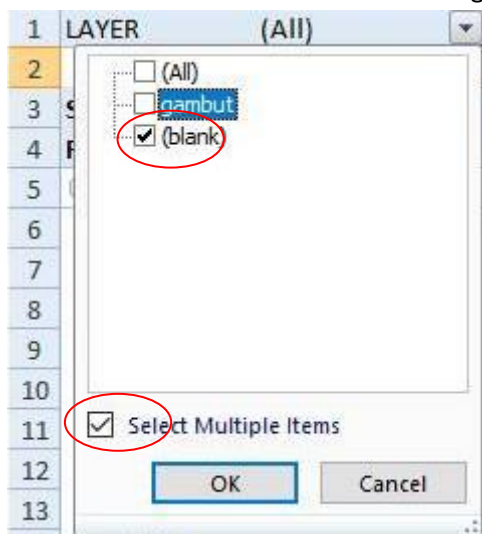 1 LAYER (All)
2 (All)
3 S gambut
4 F (blank)
5
6
7
8
9
10
11 Select Multiple Items
12 OK Cancel
13